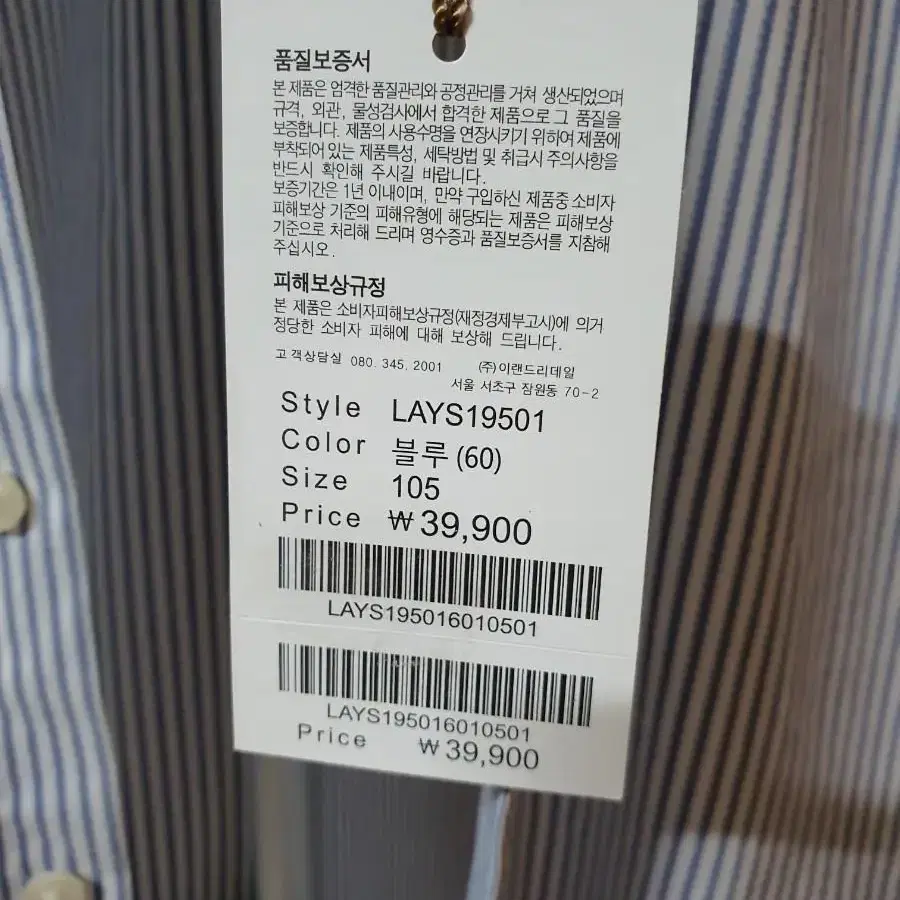 품질보증서
본 제품은 엄격한 품질관리와 공정관리를 거쳐 생산되었으며
규격, 외관, 물성검사에서 합격한 제품으로 그 품질을
보증합니다. 제품의 사용수명을 연장시키기 위하여 제품에
부착되어 있는 제품특성, 세탁방법 및 취급시 주의사항을
반드시 확인해 주시길 바랍니다.
보증기간은 1년 이내이며, 만약 구입하신 제품중 소비자
피해보상 기준의 피해유형에 해당되는 제품은 피해보상
기준으로 처리해 드리며 영수증과 품질보증서를 지참해
주십시오.
피해보상규정
본 제품은 소비자피해보상규정(재정경제부고시)에 의거
정당한 소비자 피해에 대해 보상해 드립니다.
고객상담실 080. 345. 2001 (주)이랜드리데일
서울 서초구 잠원동 70-2
Style LAYS19501
Color 블루 (60)
Size 105
Price ₩39,900
LAYS195016010501
LAYS195016010501
Price ₩39,900